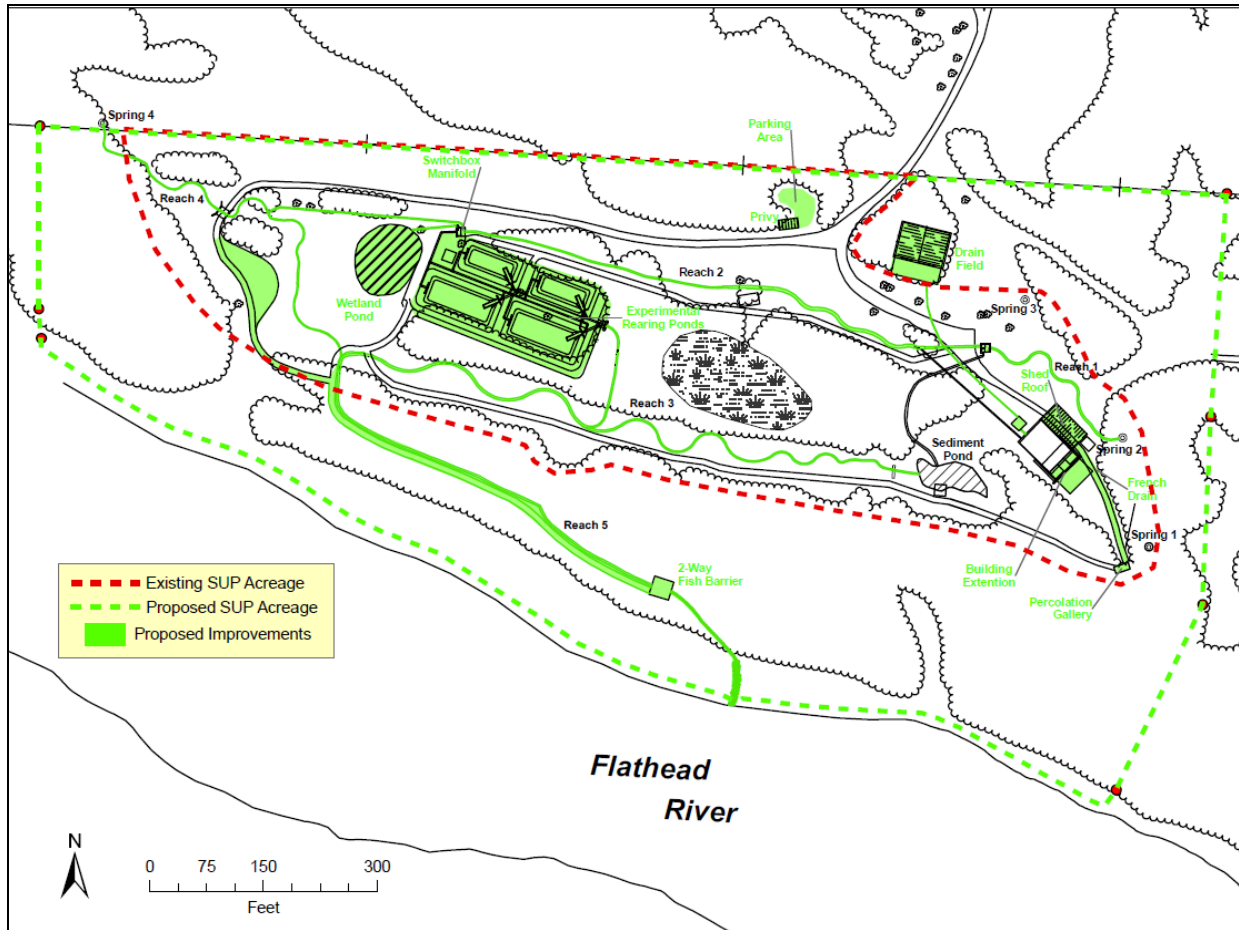 Spring 4
Parking
Area
Switchbox
Manifold
Reach 4
Privy
Drain
Field
Reach 2
Spring 3
Wetland
Pond
Experimental
Rearing Ponds
Shed
Roof
Reach 1
Reach 3
Sediment
Pond
Spring 2
French
Drain
Reach 5
Spring 1
2-Way
Fish Barrier
Building
Extention
Percolation
Gallery
Existing SUP Acreage
Proposed SUP Acreage
Proposed Improvements
Flathead
River
N
0 75 150 300
Feet